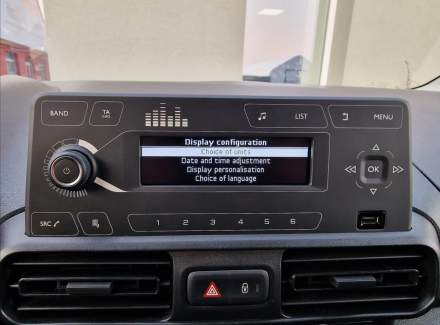 BAND
TA
LIST
MENU
Display configuration
Choice of units
Date and time adjustment
Display personalisation
Choice of language
OK
SRC
1 2 3 4 5 6